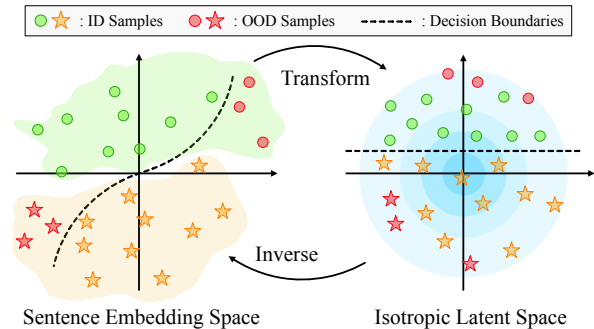 : ID Samples : OOD Samples : Decision Boundaries
Transform
Inverse
Sentence Embedding Space Isotropic Latent Space